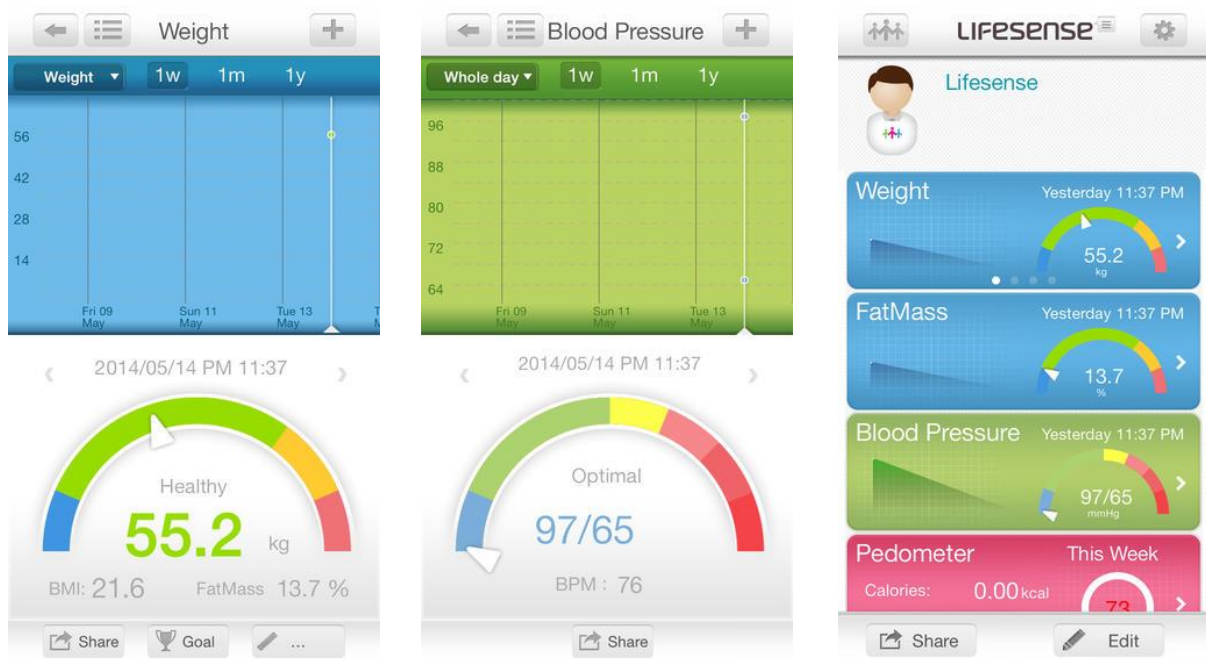 Weight
Weight ▾ 1w 1m 1y
56
42
28
14
Fri 09 May
Sun 11 May
Tue 13 May
2014/05/14 PM 11:37
Healthy
55.2 kg
BMI: 21.6 FatMass 13.7 %
Share Goal ...
Blood Pressure
Whole day ▾ 1w 1m 1y
96
88
80
72
64
Fri 09 May
Sun 11 May
Tue 13 May
2014/05/14 PM 11:37
Optimal
97/65
BPM : 76
Share
LIFESENSE
Lifesense
Weight Yesterday 11:37 PM
55.2
kg
FatMass Yesterday 11:37 PM
13.7
%
Blood Pressure Yesterday 11:37 PM
97/65
mmHg
Pedometer This Week
Calories: 0.00 kcal
73
Share Edit